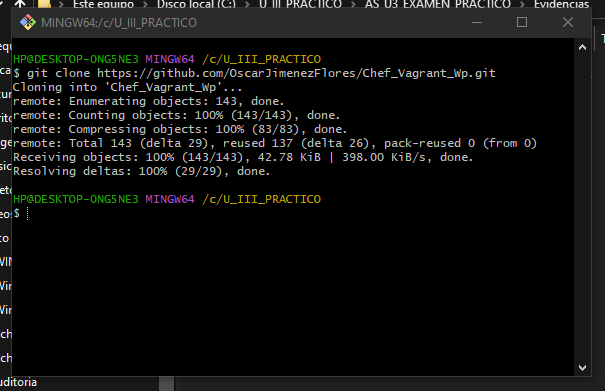 Este equipo > Disco local (C:) > U_III_PRACTICO > AS_U3_EXAMEN_PRACTICO > Evidencias
MINGW64:/c/U_III_PRACTICO
HP@DESKTOP-0NG5NE3 MINGW64 /c/U_III_PRACTICO
$ git clone https://github.com/OscarJimenezFlores/Chef_Vagrant_Wp.git
Cloning into 'Chef_Vagrant_Wp'...
remote: Enumerating objects: 143, done.
remote: Counting objects: 100% (143/143), done.
remote: Compressing objects: 100% (83/83), done.
remote: Total 143 (delta 29), reused 137 (delta 26), pack-reused 0 (from 0)
Receiving objects: 100% (143/143), 42.78 KiB | 398.00 KiB/s, done.
Resolving deltas: 100% (29/29), done.
HP@DESKTOP-0NG5NE3 MINGW64 /c/U_III_PRACTICO
$
uditoria